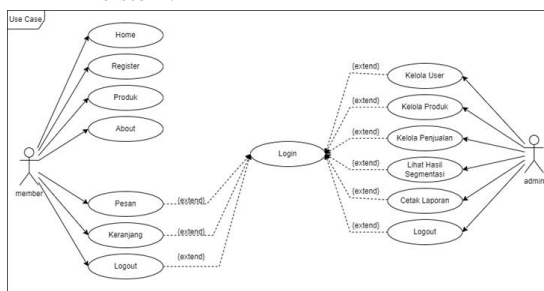 Use Case
Home
Register
Produk
About
Pesan
Keranjang
Logout
member
{extend}
{extend}
{extend}
Login
{extend}
{extend}
{extend}
{extend}
{extend}
{extend}
Kelola User
Kelola Produk
Kelola Penjualan
Lihat Hasil
Segmentasi
Cetak Laporan
Logout
admin